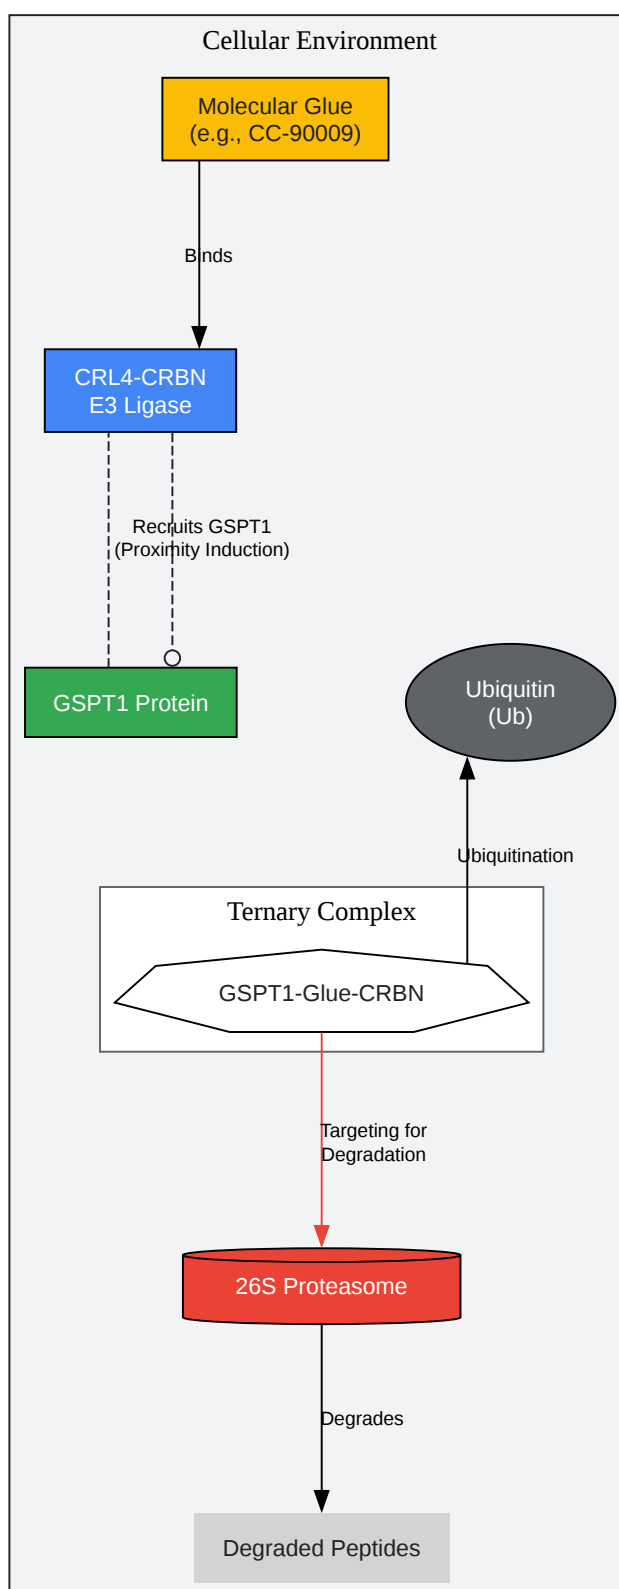 Cellular Environment
Molecular Glue
(e.g., CC-90009)
Binds
CRL4-CRBN
E3 Ligase
Recruits GSPT1
(Proximity Induction)
GSPT1 Protein
Ubiquitin
(Ub)
Ubiquitination
Ternary Complex
GSPT1-Glue-CRBN
Targeting for
Degradation
26S Proteasome
Degrades
Degraded Peptides